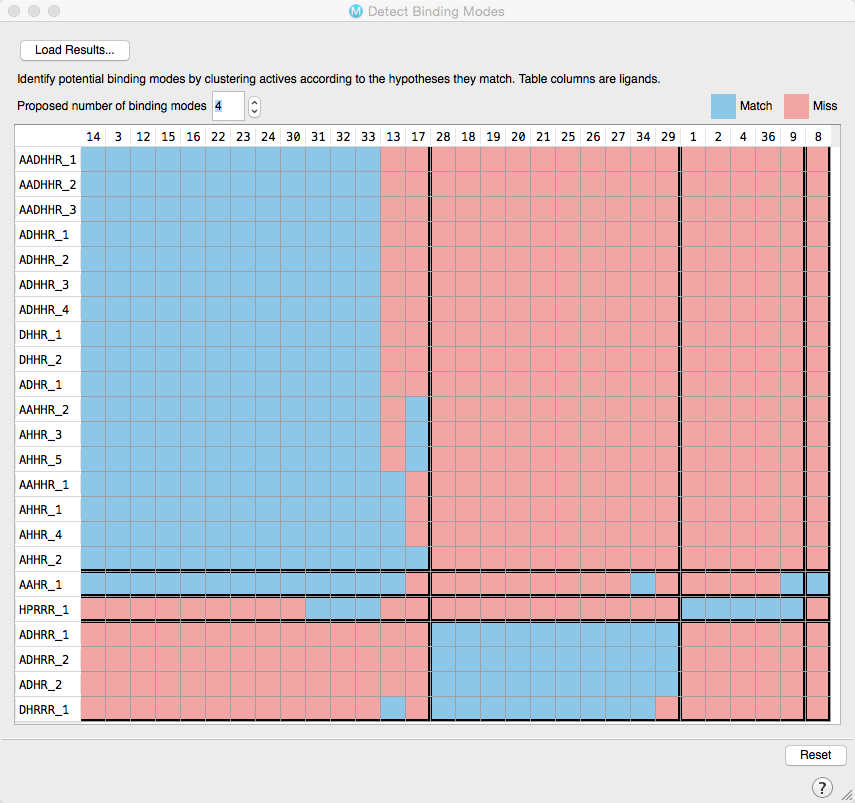 M Detect Binding Modes
Load Results...
Identify potential binding modes by clustering actives according to the hypotheses they match. Table columns are ligands.
Proposed number of binding modes 4 Match Miss
14 3 12 15 16 22 23 24 30 31 32 33 13 17 28 18 19 20 21 25 26 27 34 29 1 2 4 36 9 8
AADHHR_1
AADHHR_2
AADHHR_3
ADHHR_1
ADHHR_2
ADHHR_3
ADHHR_4
DHHR_1
DHHR_2
ADHR_1
AAHHR_2
AHHR_3
AHHR_5
AAHHR_1
AHHR_1
AHHR_4
AHHR_2
AAHR_1
HPRRR_1
ADHRR_1
ADHRR_2
ADHR_2
DHRRR_1
Reset
?